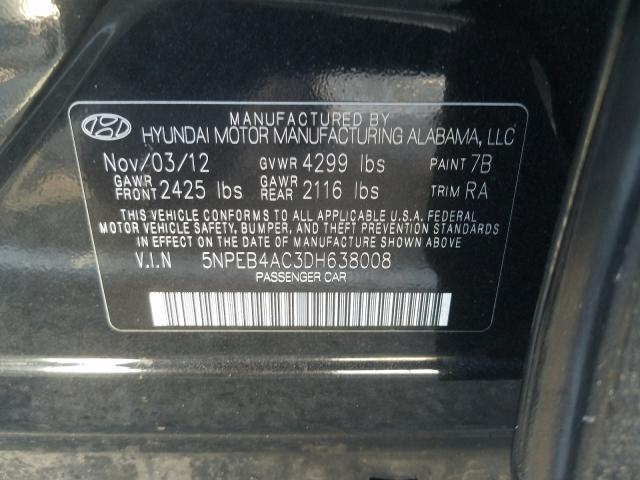 MANUFACTURED BY
HYUNDAI MOTOR MANUFACTURING ALABAMA, LLC
Nov/03/12 GVWR 4299 lbs PAINT 7B
GAWR FRONT 2425 lbs GAWR REAR 2116 lbs TRIM RA
THIS VEHICLE CONFORMS TO ALL APPLICABLE U.S.A. FEDERAL
MOTOR VEHICLE SAFETY, BUMPER, AND THEFT PREVENTION STANDARDS
IN EFFECT ON THE DATE OF MANUFACTURE SHOWN ABOVE
V.I.N 5NPEB4AC3DH638008
PASSENGER CAR